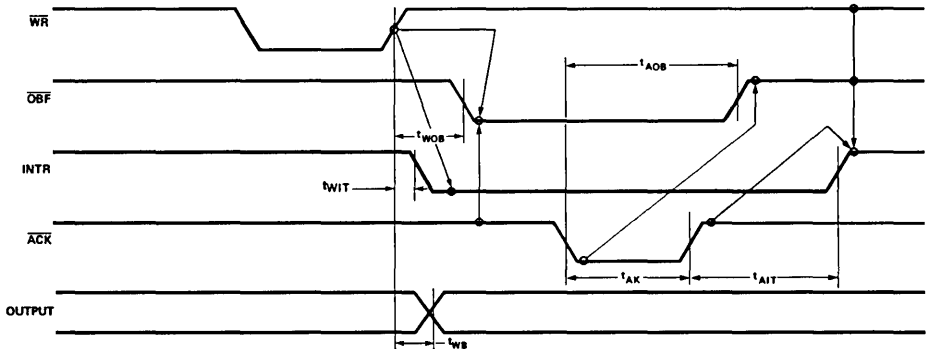 WR
tAOB
OBF
tWOB
INTR
tWIT
ACK
tAK
tAIT
OUTPUT
tWB